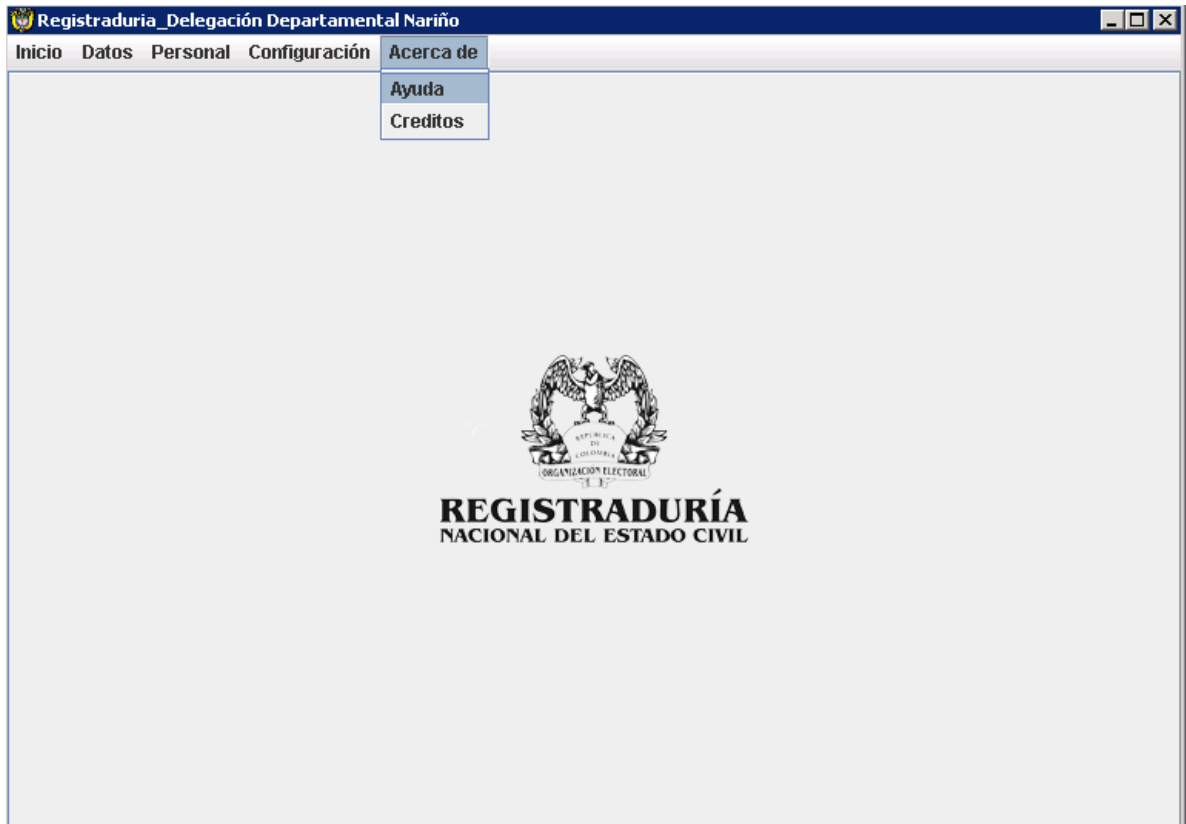 Registraduria_Delegación Departamental Nariño
Inicio Datos Personal Configuración Acerca de
Ayuda
Creditos
REPUBLICA
DE
COLOMBIA
ORGANIZACIÓN ELECTORAL
REGISTRADURÍA
NACIONAL DEL ESTADO CIVIL